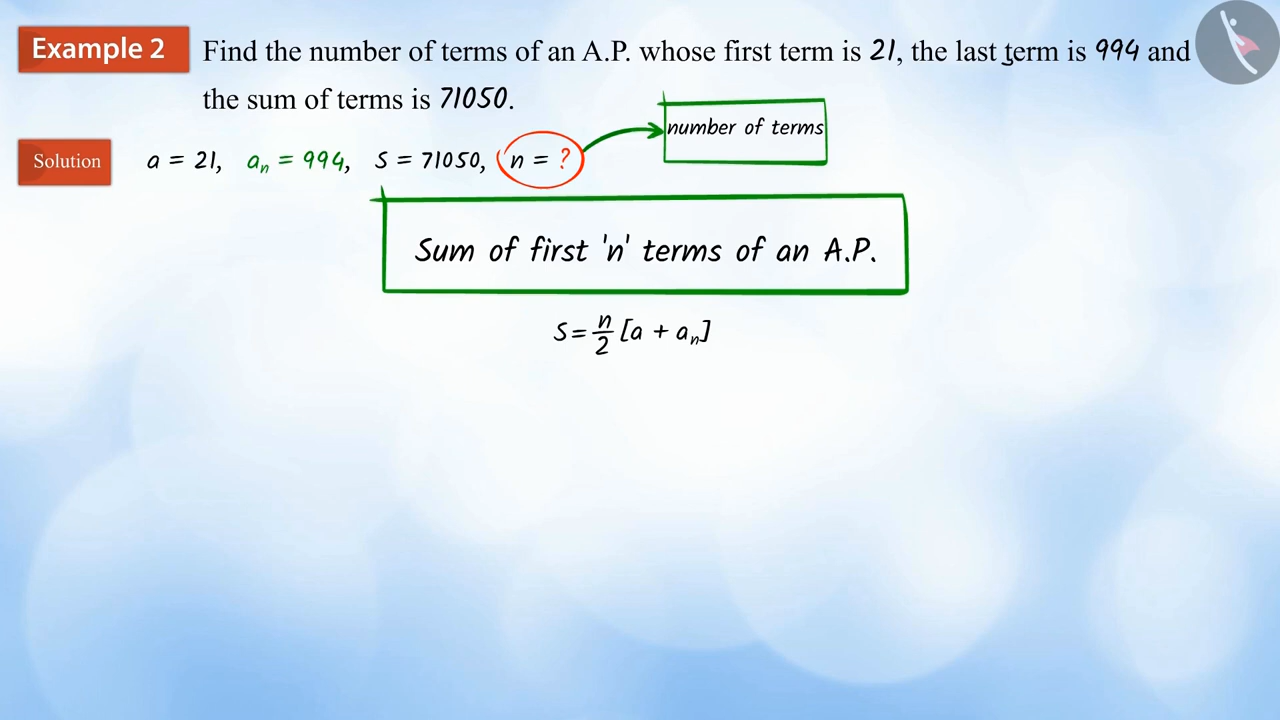 Example 2 Find the number of terms of an A.P. whose first term is 21, the last term is 994 and
the sum of terms is 71050.
number of terms
Solution a = 21, aₙ = 994, S = 71050, n = ?
Sum of first 'n' terms of an A.P.
S = n/2 [a + aₙ]